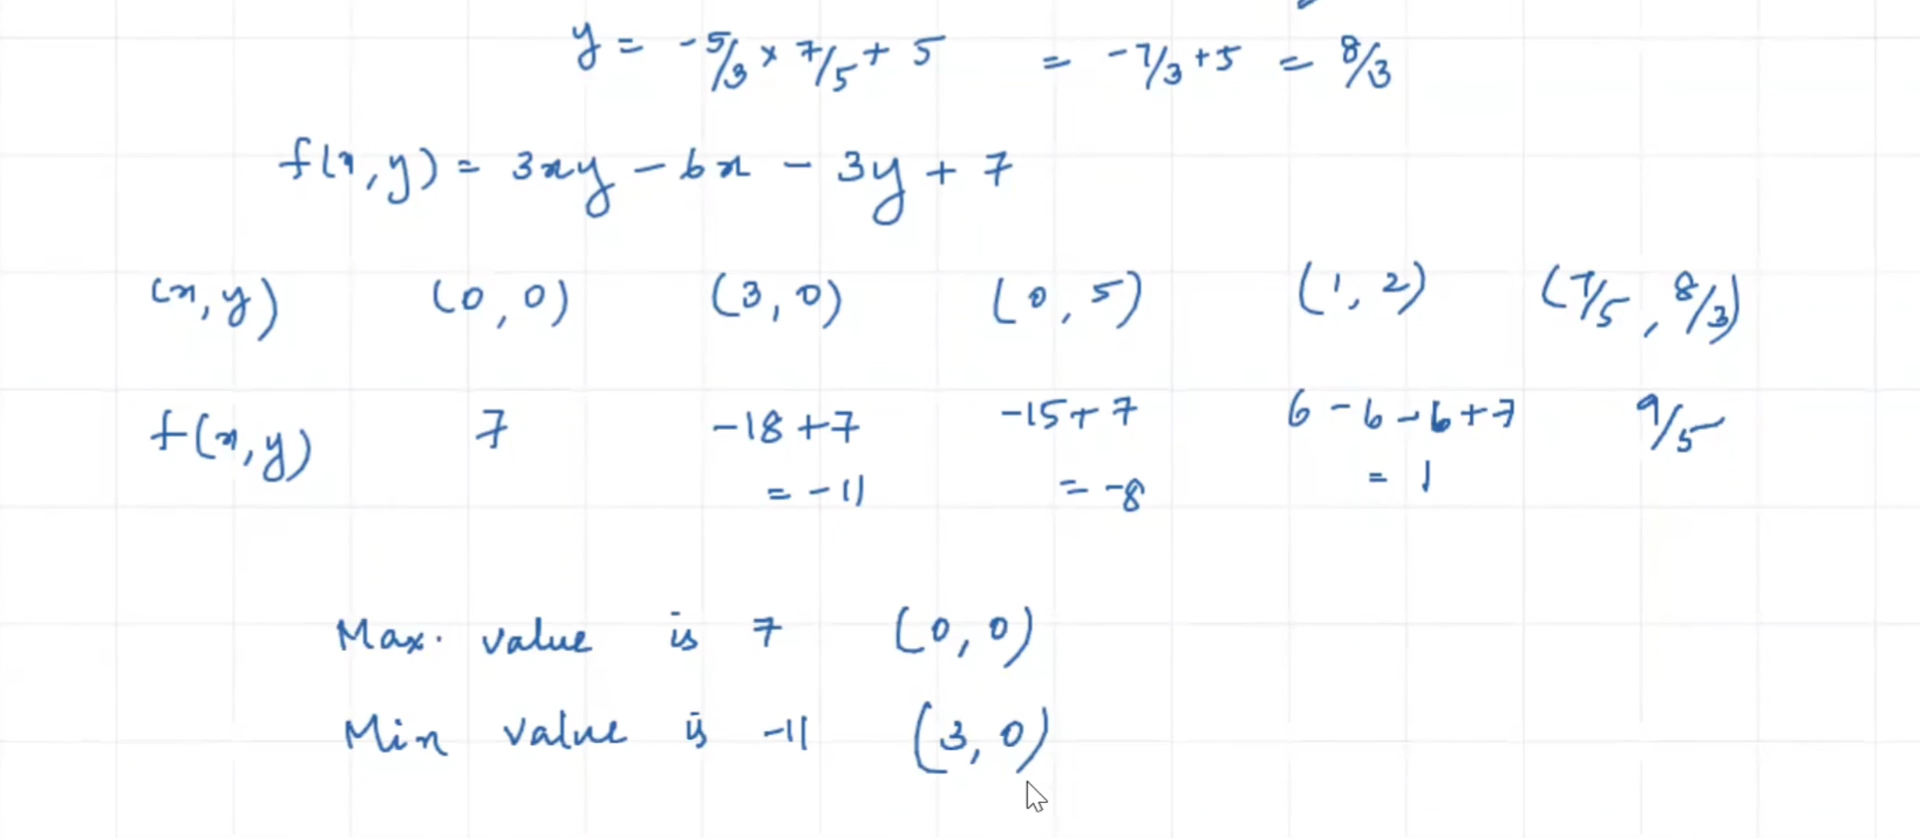 y = -5/3 × 7/5 + 5 = -7/3 + 5 = 8/3
f(x,y) = 3xy - 6x - 3y + 7
(x,y) (0,0) (3,0) (0,5) (1,2) (7/5, 8/3)
f(x,y) 7 -18+7 -15+7 6-6-6+7 9/5
= -11 = -8 = 1
Max. value is 7 (0,0)
Min value is -11 (3,0)